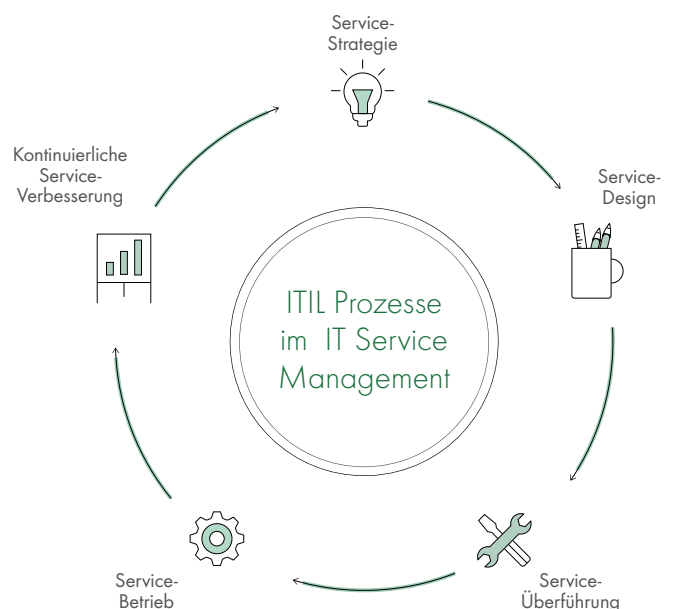 Service-
Strategie
Kontinuierliche
Service-
Verbesserung
Service-
Design
ITIL Prozesse
im IT Service
Management
Service-
Betrieb
Service-
Überführung